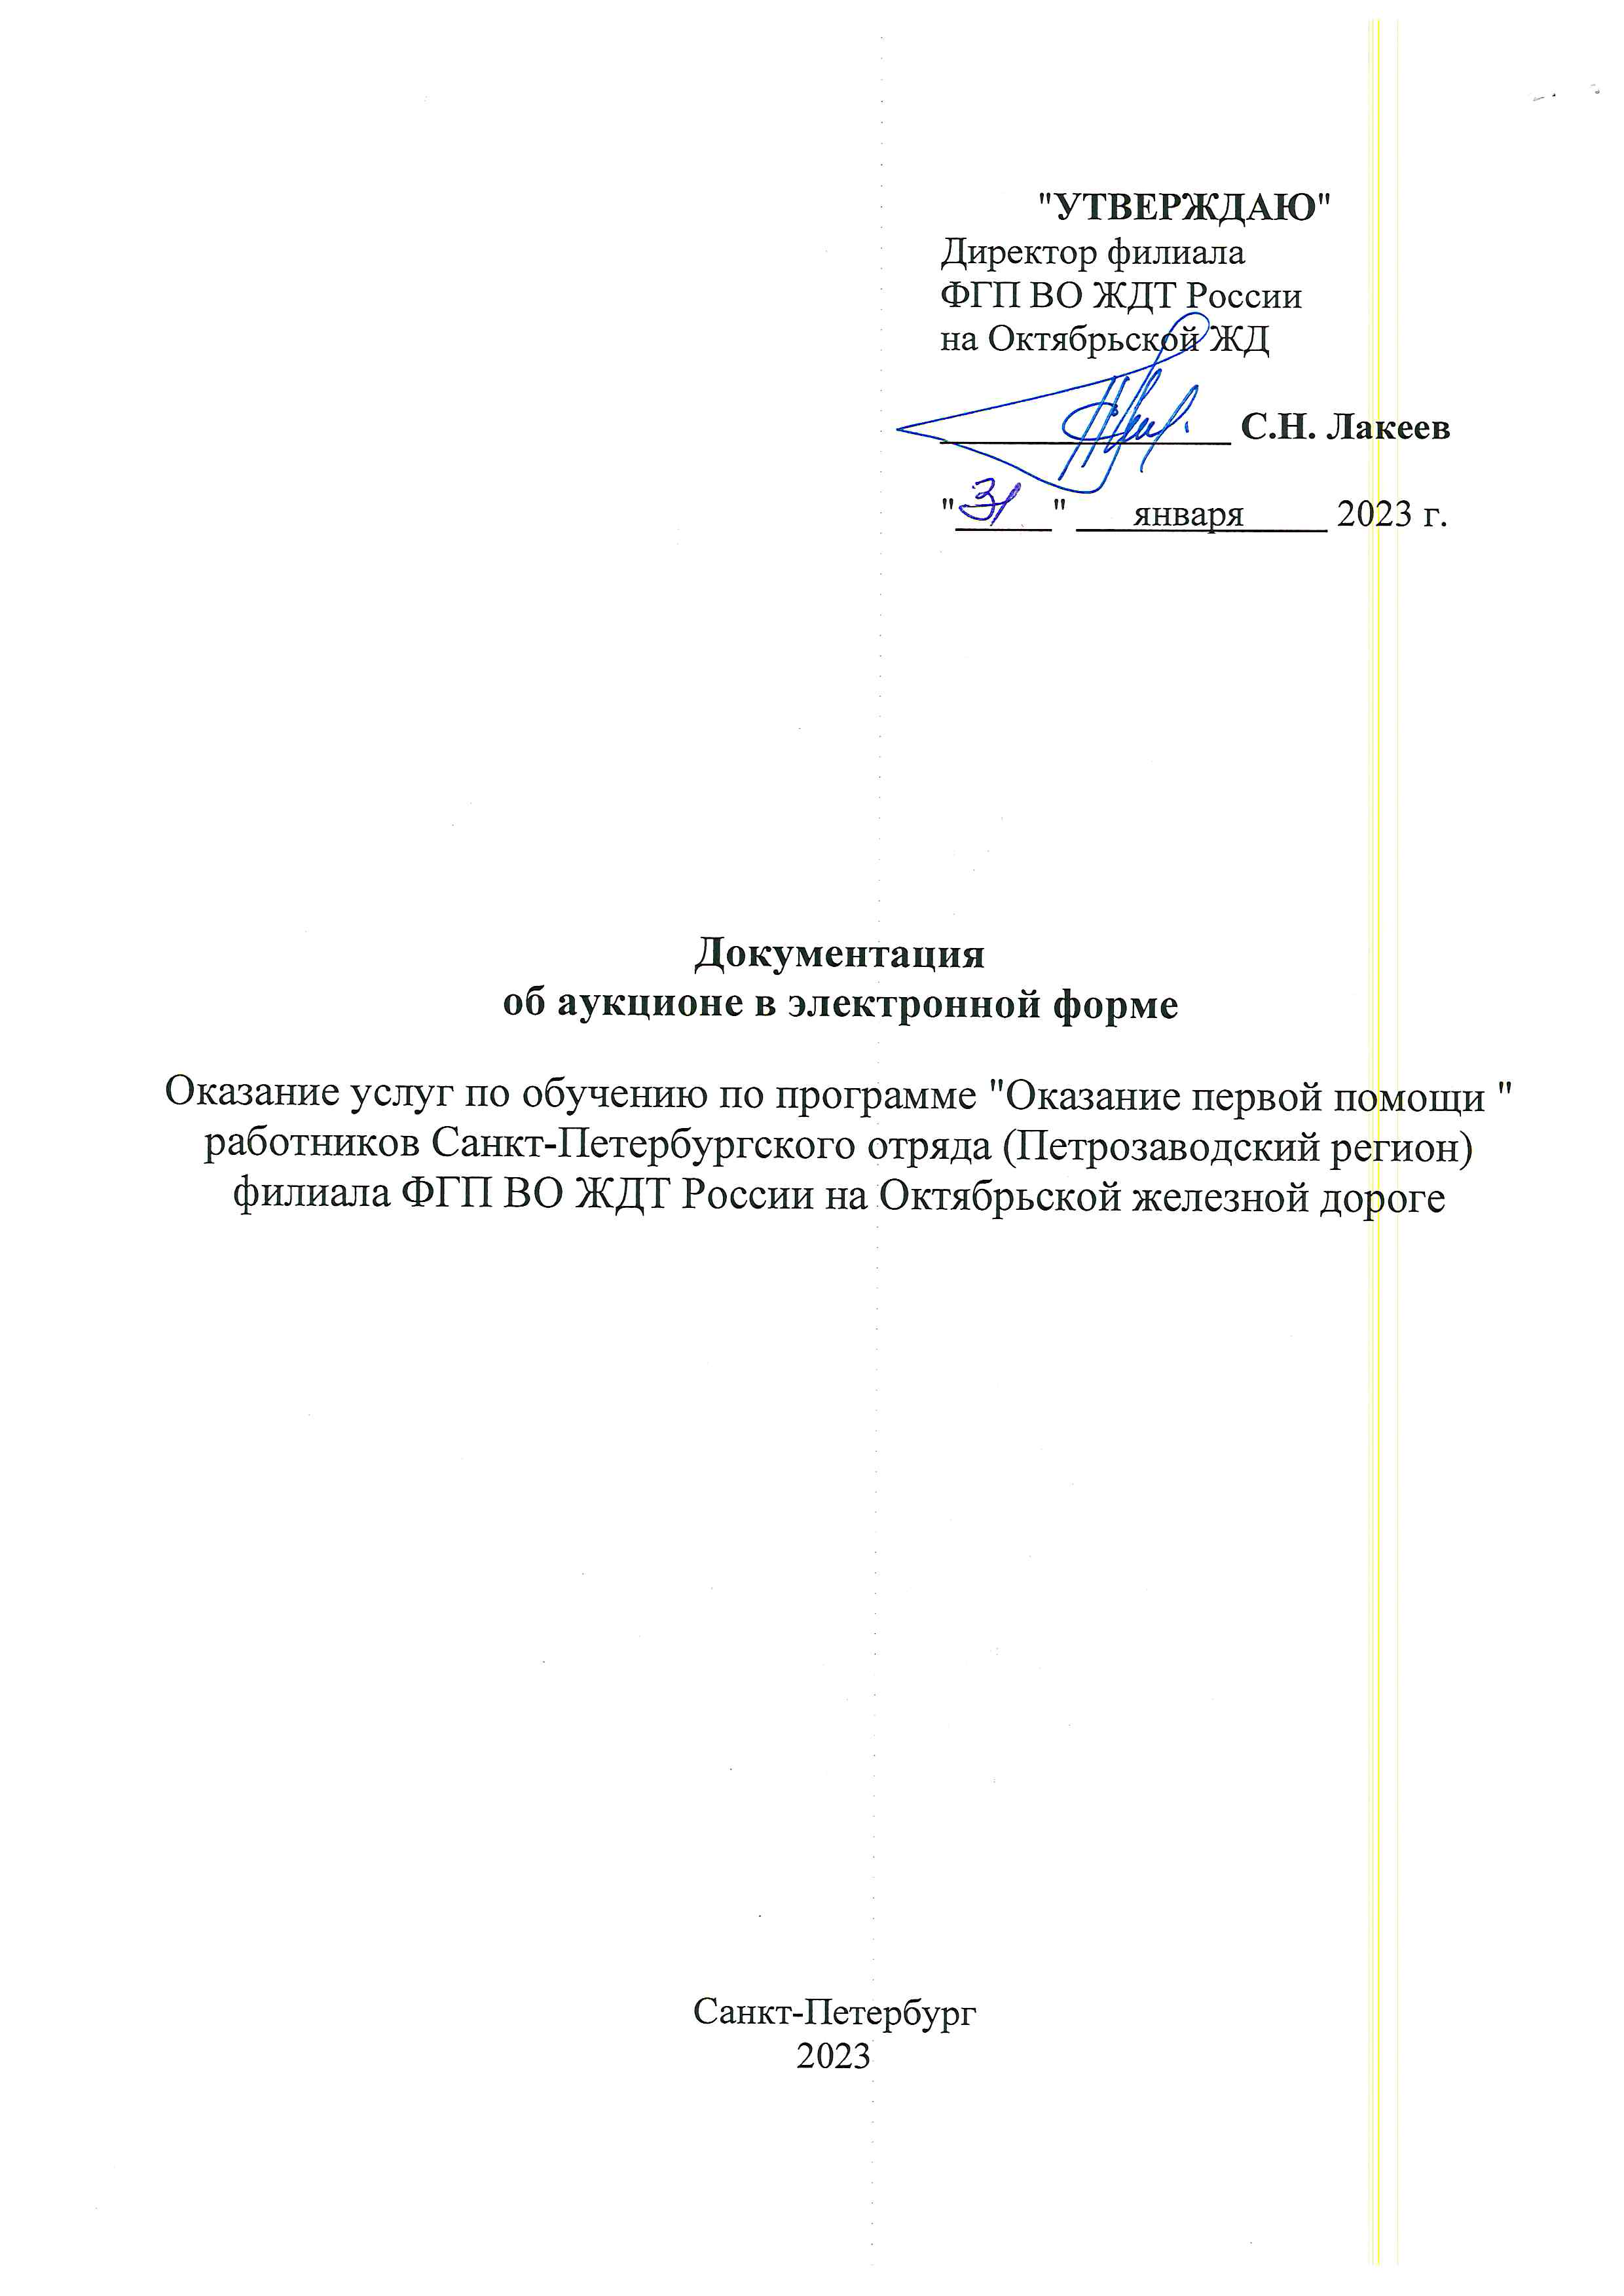 "УТВЕРЖДАЮ"
Директор филиала
ФГП ВО ЖДТ России
на Октябрьской ЖД
С.Н. Лакеев
"31" января 2023 г.
Документация
об аукционе в электронной форме
Оказание услуг по обучению по программе "Оказание первой помощи "
работников Санкт-Петербургского отряда (Петрозаводский регион)
филиала ФГП ВО ЖДТ России на Октябрьской железной дороге
Санкт-Петербург
2023